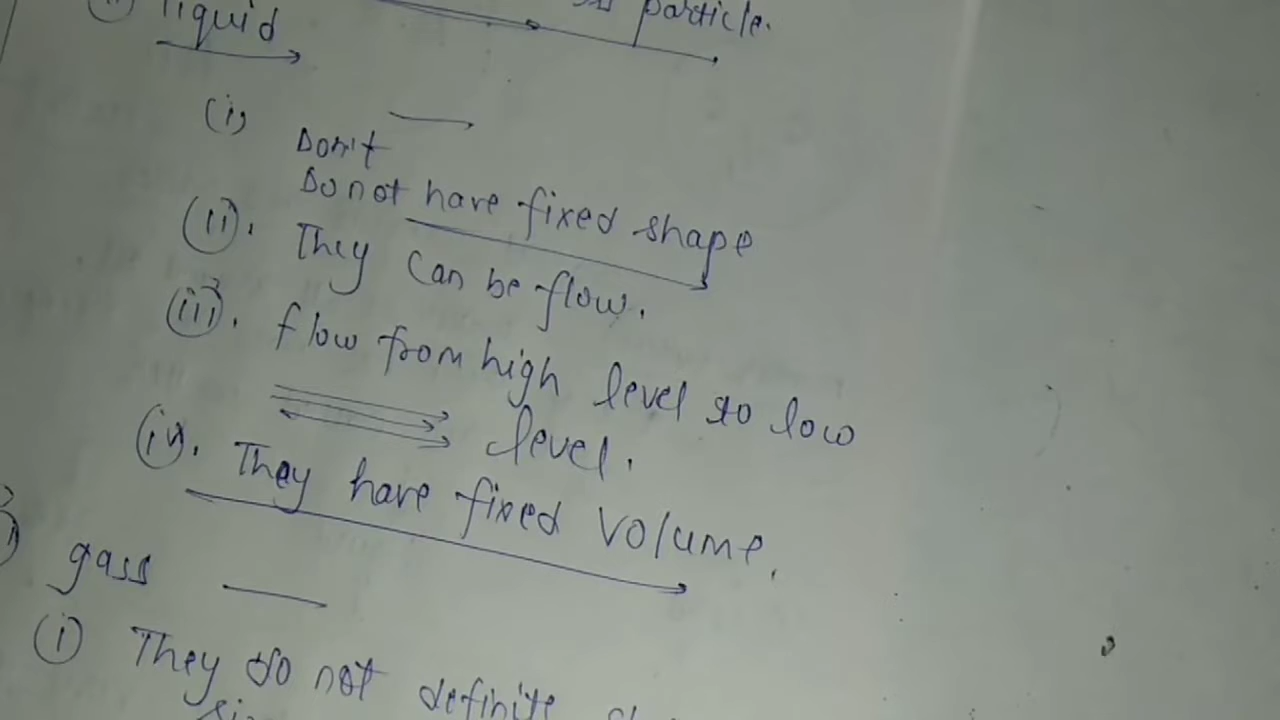 liquid particle.
(i)
Don't
Do not have fixed shape
(ii). They can be flow.
(iii). flow from high level to low
level.
(iv). They have fixed volume.
gass
(i) They do not definite